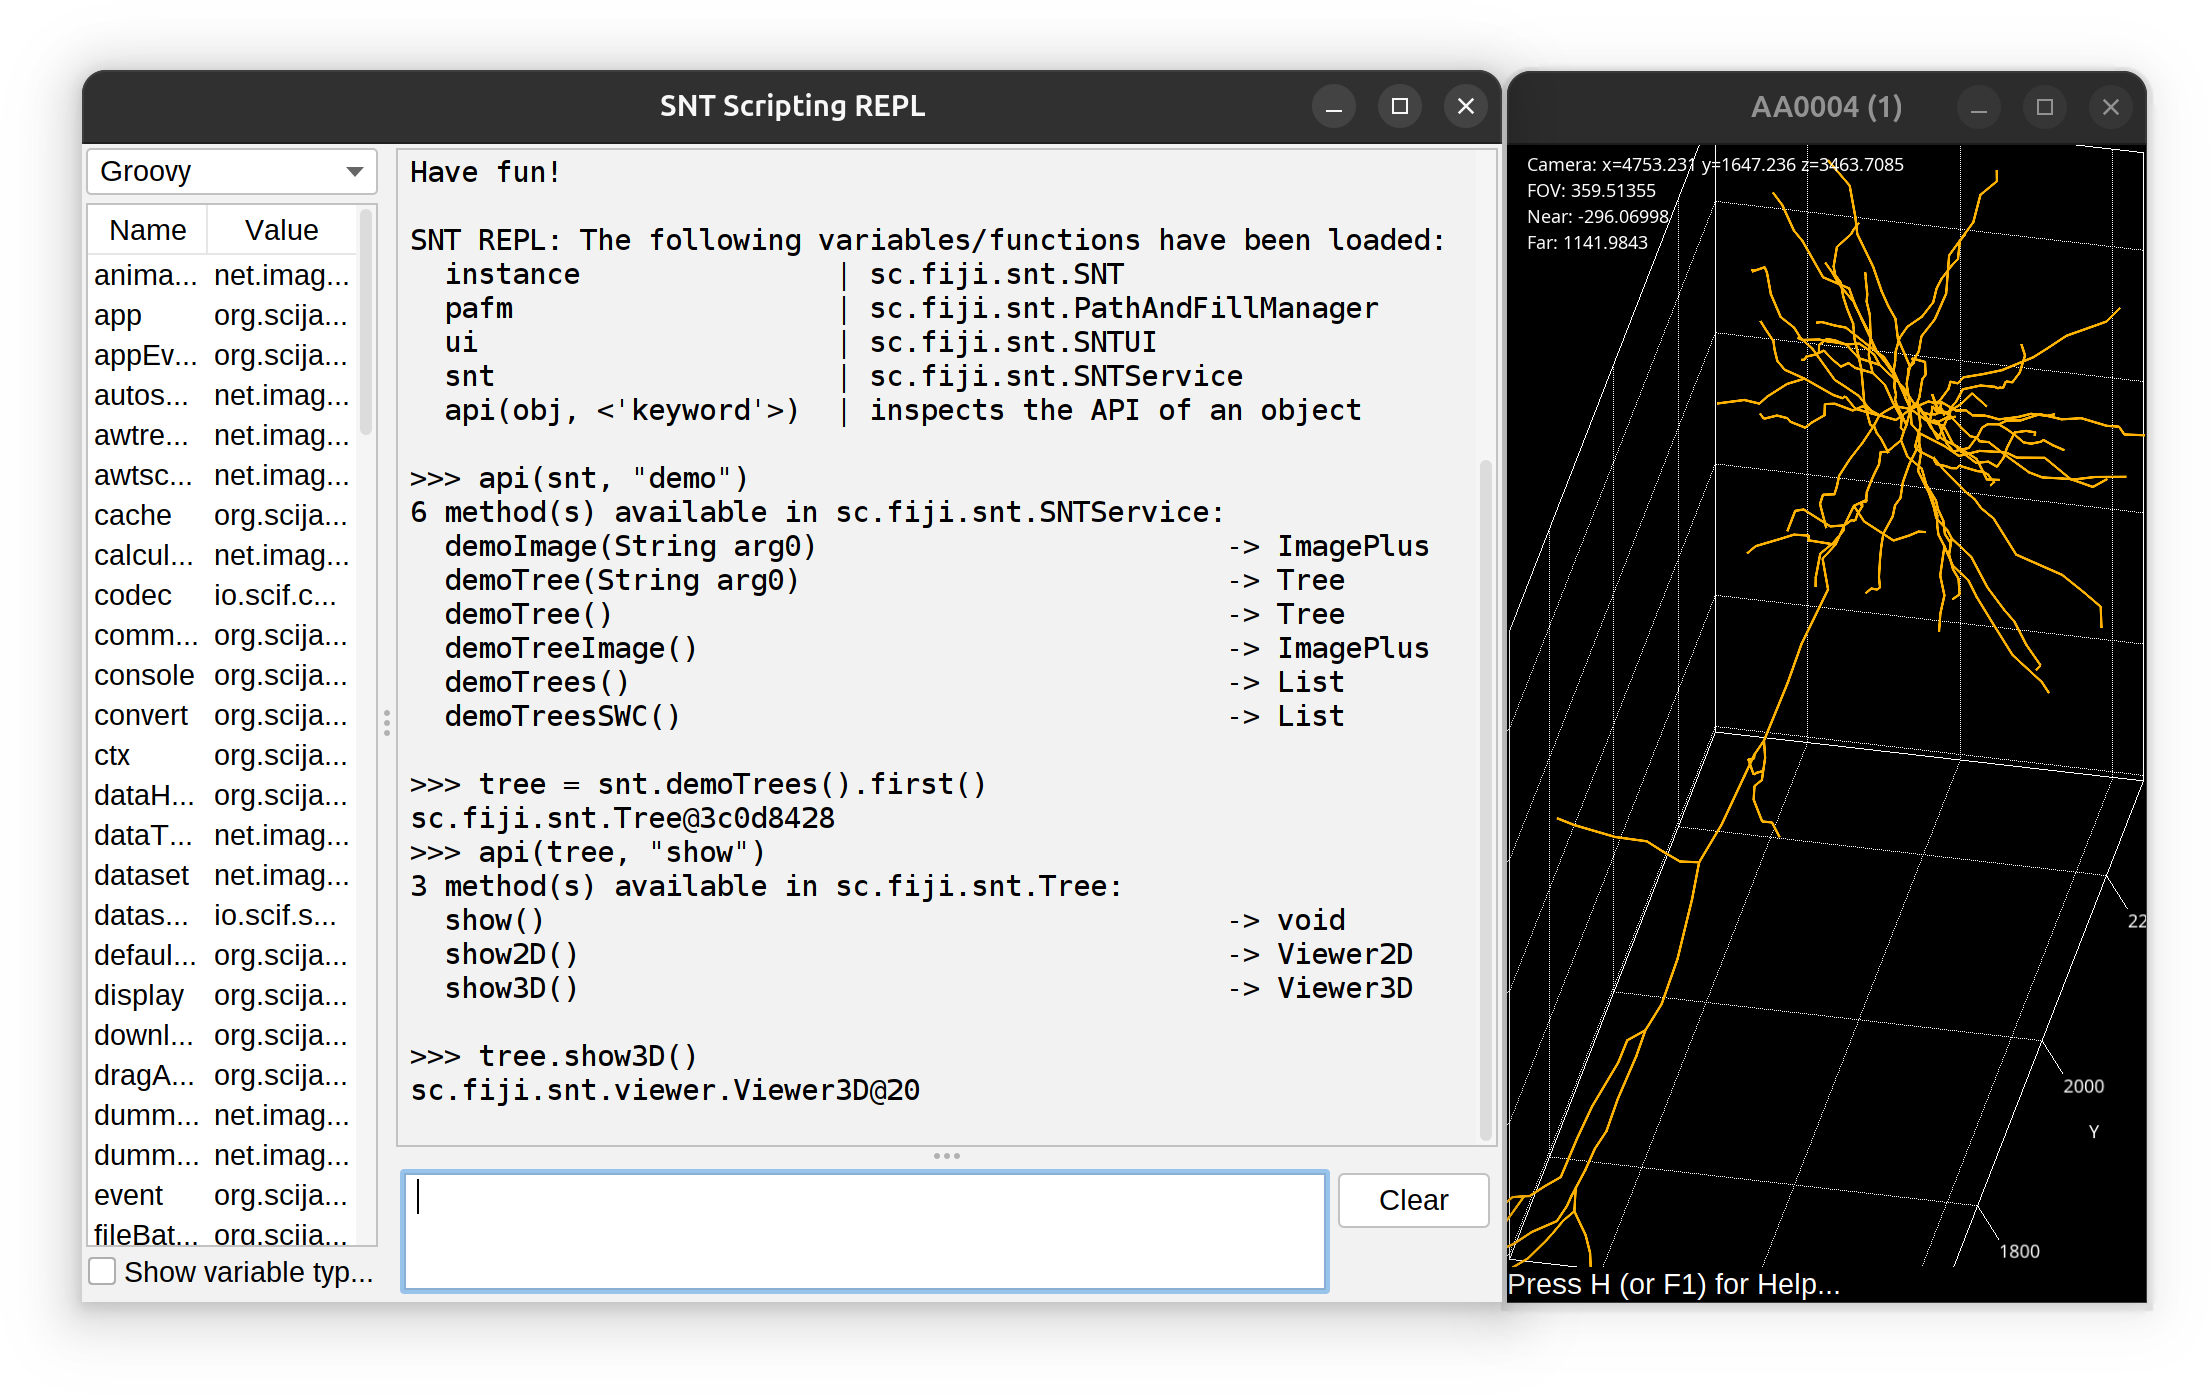 SNT Scripting REPL
Groovy
Name Value
anima... net.imag...
app org.scija...
appEv... org.scija...
autos... net.imag...
awtre... net.imag...
awtsc... net.imag...
cache org.scija...
calcul... net.imag...
codec io.scif.c...
comm... org.scija...
console org.scija...
convert org.scija...
ctx org.scija...
dataH... org.scija...
dataT... net.imag...
dataset net.imag...
datas... io.scif.s...
defaul... org.scija...
display org.scija...
downl... org.scija...
dragA... org.scija...
dumm... net.imag...
dumm... net.imag...
event org.scija...
fileBat... org.scija...
Show variable typ...
Have fun!
SNT REPL: The following variables/functions have been loaded:
instance | sc.fiji.snt.SNT
pafm | sc.fiji.snt.PathAndFillManager
ui | sc.fiji.snt.SNTUI
snt | sc.fiji.snt.SNTService
api(obj, <'keyword'>) | inspects the API of an object
>>> api(snt, "demo")
6 method(s) available in sc.fiji.snt.SNTService:
demoImage(String arg0) -> ImagePlus
demoTree(String arg0) -> Tree
demoTree() -> Tree
demoTreeImage() -> ImagePlus
demoTrees() -> List
demoTreesSWC() -> List
>>> tree = snt.demoTrees().first()
sc.fiji.snt.Tree@3c0d8428
>>> api(tree, "show")
3 method(s) available in sc.fiji.snt.Tree:
show() -> void
show2D() -> Viewer2D
show3D() -> Viewer3D
>>> tree.show3D()
sc.fiji.snt.viewer.Viewer3D@20
Clear
AA0004 (1)
Camera: x=4753.231 y=1647.236 z=3463.7085
FOV: 359.51355
Near: -296.06998
Far: 1141.9843
22
2000
Y
1800
Press H (or F1) for Help...